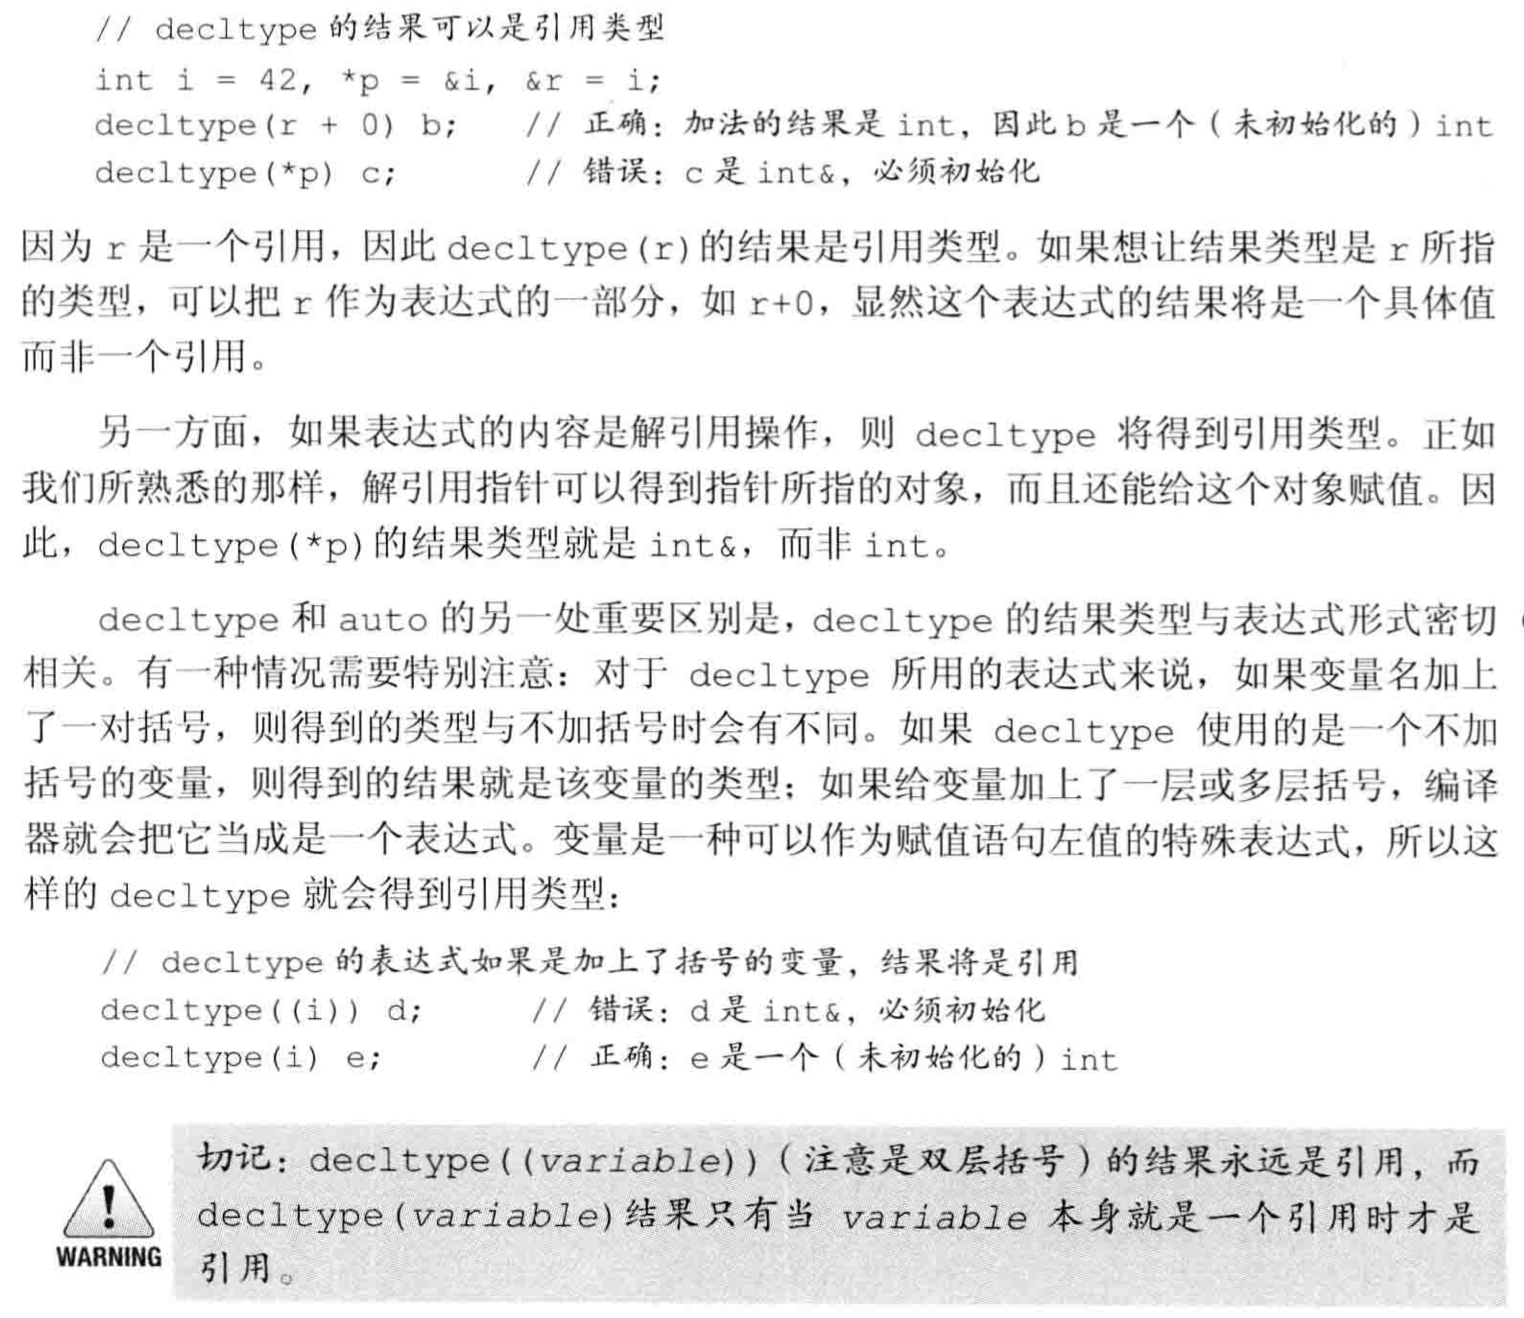 // decltype 的结果可以是引用类型
int i = 42, *p = &i, &r = i;
decltype(r + 0) b;    // 正确：加法的结果是 int，因此 b 是一个（未初始化的）int
decltype(*p) c;       // 错误：c 是 int&，必须初始化
因为 r 是一个引用，因此 decltype(r)的结果是引用类型。如果想让结果类型是 r 所指
的类型，可以把 r 作为表达式的一部分，如 r+0，显然这个表达式的结果将是一个具体值
而非一个引用。
另一方面，如果表达式的内容是解引用操作，则 decltype 将得到引用类型。正如
我们所熟悉的那样，解引用指针可以得到指针所指的对象，而且还能给这个对象赋值。因
此，decltype(*p)的结果类型就是 int&，而非 int。
decltype 和 auto 的另一处重要区别是，decltype 的结果类型与表达式形式密切
相关。有一种情况需要特别注意：对于 decltype 所用的表达式来说，如果变量名加上
了一对括号，则得到的类型与不加括号时会有不同。如果 decltype 使用的是一个不加
括号的变量，则得到的结果就是该变量的类型；如果给变量加上了一层或多层括号，编译
器就会把它当成是一个表达式。变量是一种可以作为赋值语句左值的特殊表达式，所以这
样的 decltype 就会得到引用类型：
// decltype 的表达式如果是加上了括号的变量，结果将是引用
decltype((i)) d;      // 错误：d 是 int&，必须初始化
decltype(i) e;        // 正确：e 是一个（未初始化的）int
切记：decltype((variable))（注意是双层括号）的结果永远是引用，而
decltype(variable)结果只有当 variable 本身就是一个引用时才是
引用。
WARNING